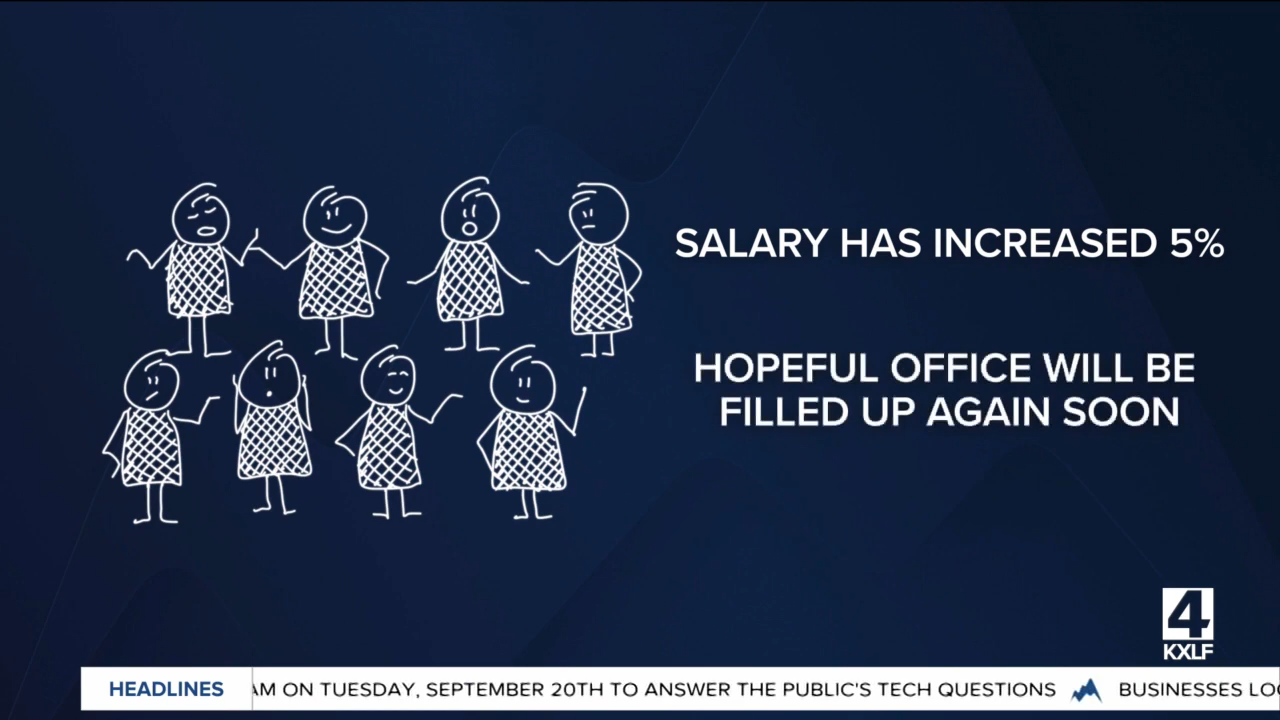 SALARY HAS INCREASED 5%
HOPEFUL OFFICE WILL BE
FILLED UP AGAIN SOON
4
KXLF
HEADLINES
AM ON TUESDAY, SEPTEMBER 20TH TO ANSWER THE PUBLIC'S TECH QUESTIONS
BUSINESSES